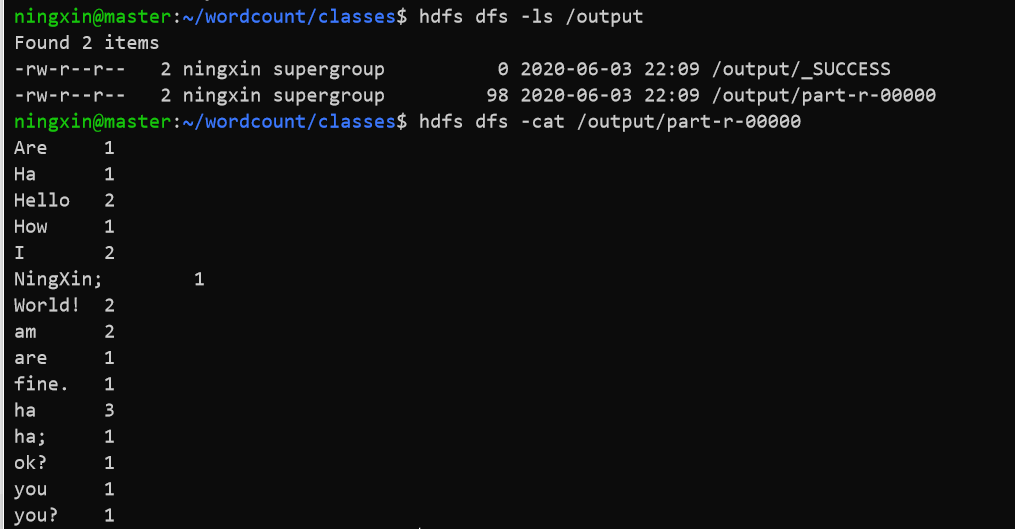 ningxin@master:~/wordcount/classes$ hdfs dfs -ls /output
Found 2 items
-rw-r--r--   2 ningxin supergroup          0 2020-06-03 22:09 /output/_SUCCESS
-rw-r--r--   2 ningxin supergroup         98 2020-06-03 22:09 /output/part-r-00000
ningxin@master:~/wordcount/classes$ hdfs dfs -cat /output/part-r-00000
Are     1
Ha      1
Hello   2
How     1
I       2
NingXin;        1
World!  2
am      2
are     1
fine.   1
ha      3
ha;     1
ok?     1
you     1
you?    1